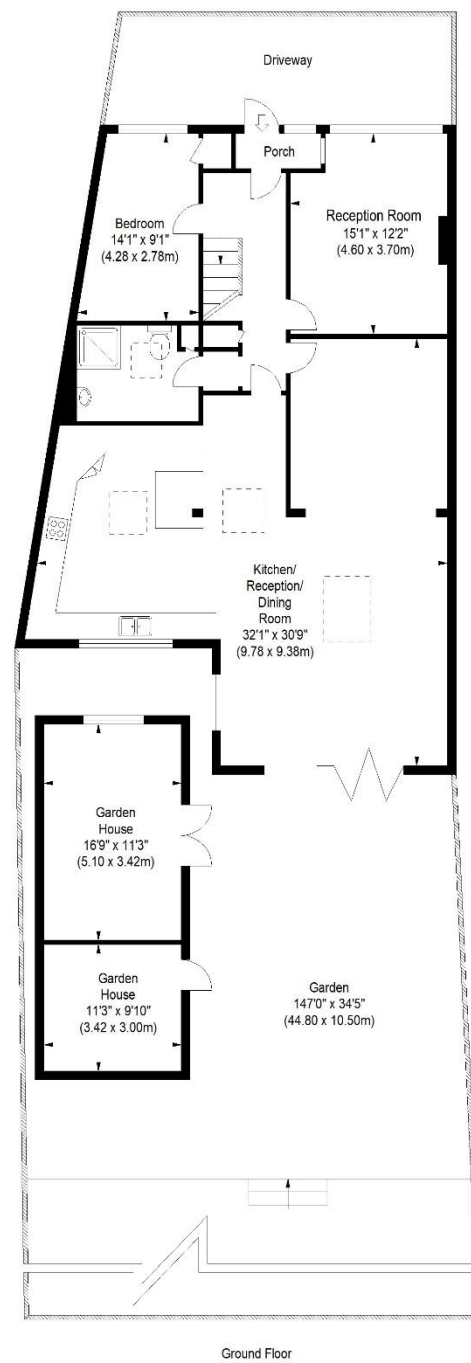 Driveway
Porch
Bedroom
14'1" x 9'1"
(4.28 x 2.78m)
Reception Room
15'1" x 12'2"
(4.60 x 3.70m)
Kitchen/
Reception/
Dining
Room
32'1" x 30'9"
(9.78 x 9.38m)
Garden
House
16'9" x 11'3"
(5.10 x 3.42m)
Garden
House
11'3" x 9'10"
(3.42 x 3.00m)
Garden
147'0" x 34'5"
(44.80 x 10.50m)
Ground Floor